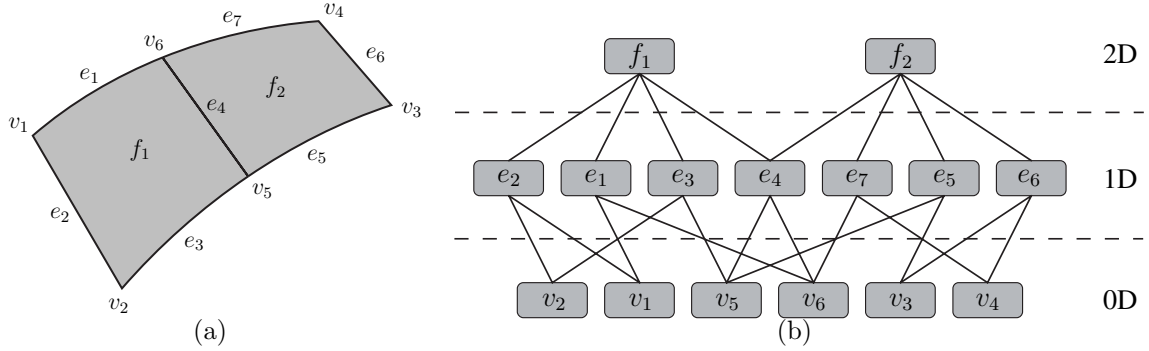 v4
e7
v6
e6
e1
f2
e4
v3
v1
f1
e5
v5
e2
e3
v2
(a)
f1 f2 2D
e2 e1 e3 e4 e7 e5 e6 1D
v2 v1 v5 v6 v3 v4 0D
(b)